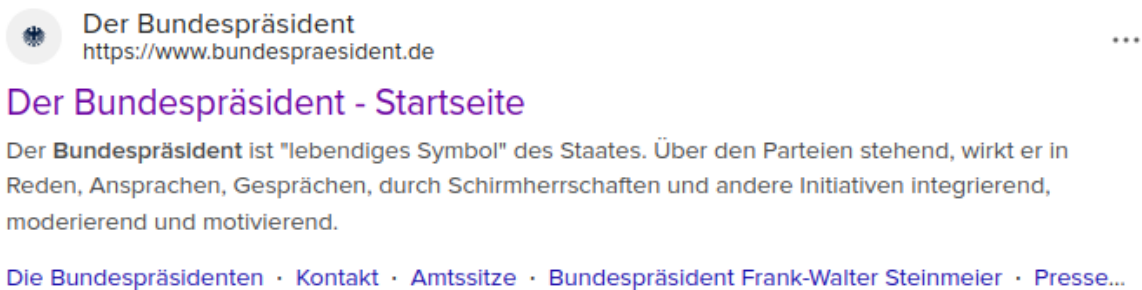 Der Bundespräsident
https://www.bundespraesident.de
Der Bundespräsident - Startseite
Der Bundespräsident ist "lebendiges Symbol" des Staates. Über den Parteien stehend, wirkt er in
Reden, Ansprachen, Gesprächen, durch Schirmherrschaften und andere Initiativen integrierend,
moderierend und motivierend.
Die Bundespräsidenten · Kontakt · Amtssitze · Bundespräsident Frank-Walter Steinmeier · Presse...